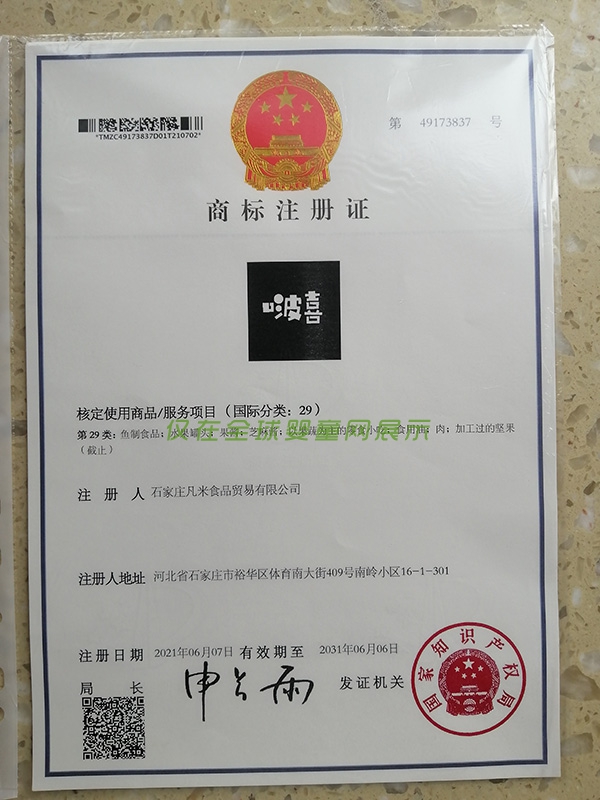 *TMZC49173837D01T210702*
第 49173837 号
商标注册证
啵喜
核定使用商品/服务项目（国际分类：29）
仅在全球婴童网展示
第29类：鱼制食品；水果罐头；果酱；芝麻酱；以果蔬为主的零食小吃；食用油；肉；加工过的坚果
（截止）
注册人 石家庄凡米食品贸易有限公司
注册人地址 河北省石家庄市裕华区体育南大街409号南岭小区16-1-301
注册日期 2021年06月07日 有效期至 2031年06月06日
局长 申长雨 发证机关
国家知识产权局